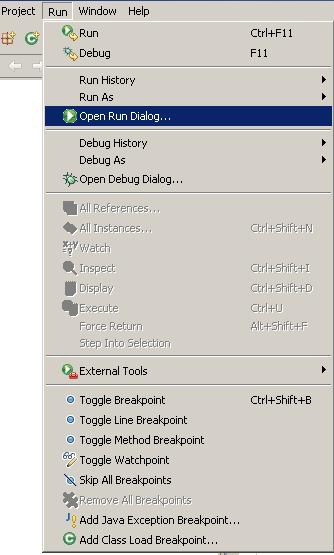 Project Run Window Help
Run Ctrl+F11
Debug F11
Run History
Run As
Open Run Dialog...
Debug History
Debug As
Open Debug Dialog...
All References...
All Instances... Ctrl+Shift+N
Watch
Inspect Ctrl+Shift+I
Display Ctrl+Shift+D
Execute Ctrl+U
Force Return Alt+Shift+F
Step Into Selection
External Tools
Toggle Breakpoint Ctrl+Shift+B
Toggle Line Breakpoint
Toggle Method Breakpoint
Toggle Watchpoint
Skip All Breakpoints
Remove All Breakpoints
Add Java Exception Breakpoint...
Add Class Load Breakpoint...